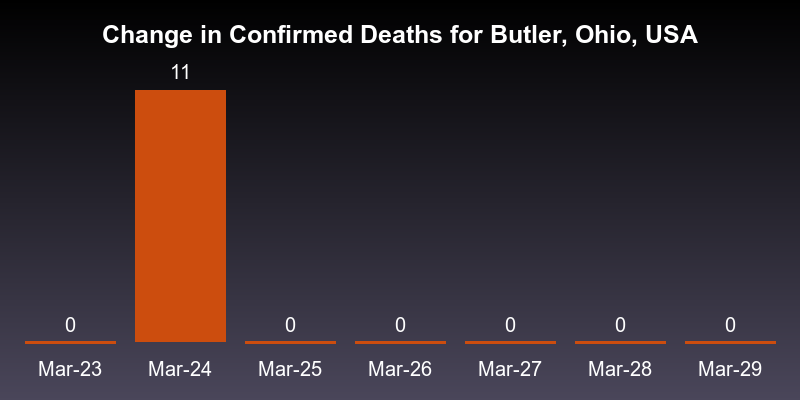 Change in Confirmed Deaths for Butler, Ohio, USA
11
0 0 0 0 0 0
Mar-23 Mar-24 Mar-25 Mar-26 Mar-27 Mar-28 Mar-29